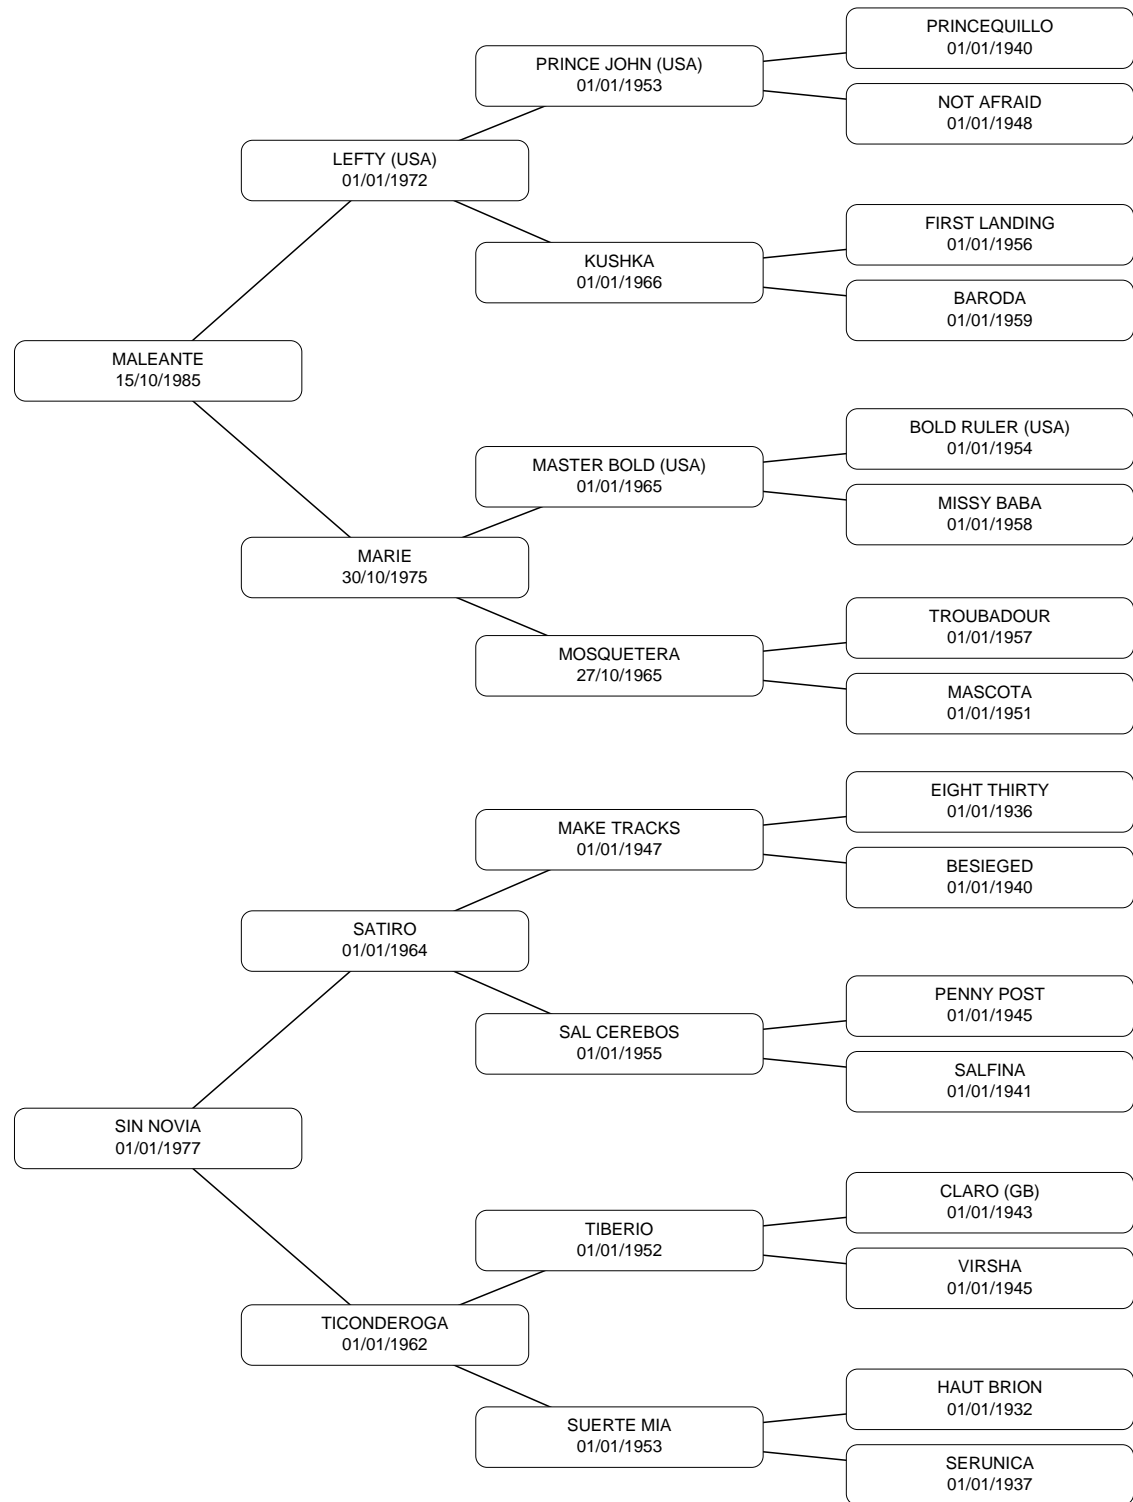 PRINCEQUILLO
01/01/1940
PRINCE JOHN (USA)
01/01/1953
NOT AFRAID
01/01/1948
LEFTY (USA)
01/01/1972
FIRST LANDING
01/01/1956
KUSHKA
01/01/1966
BARODA
01/01/1959
MALEANTE
15/10/1985
BOLD RULER (USA)
01/01/1954
MASTER BOLD (USA)
01/01/1965
MISSY BABA
01/01/1958
MARIE
30/10/1975
TROUBADOUR
01/01/1957
MOSQUETERA
27/10/1965
MASCOTA
01/01/1951
EIGHT THIRTY
01/01/1936
MAKE TRACKS
01/01/1947
BESIEGED
01/01/1940
SATIRO
01/01/1964
PENNY POST
01/01/1945
SAL CEREBOS
01/01/1955
SALFINA
01/01/1941
SIN NOVIA
01/01/1977
CLARO (GB)
01/01/1943
TIBERIO
01/01/1952
VIRSHA
01/01/1945
TICONDEROGA
01/01/1962
HAUT BRION
01/01/1932
SUERTE MIA
01/01/1953
SERUNICA
01/01/1937